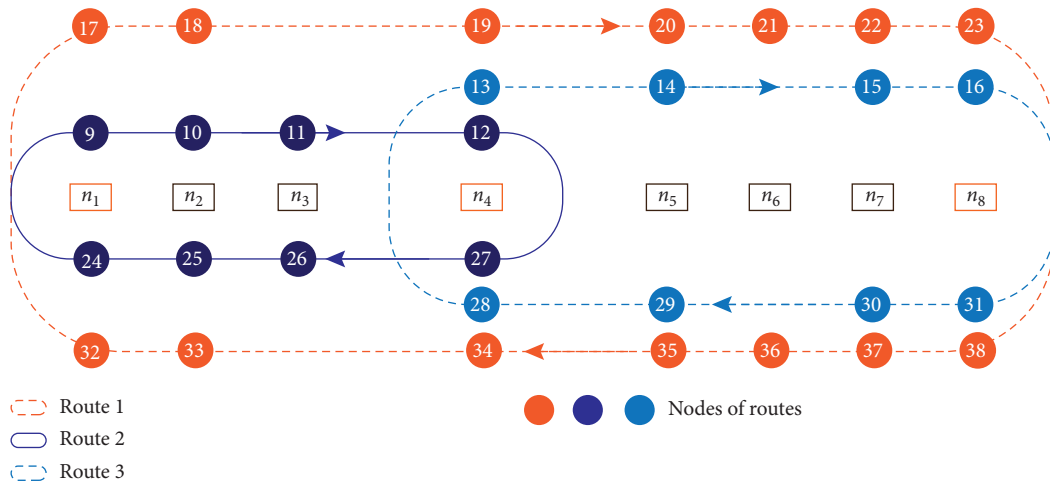 17 18 19 20 21 22 23
13 14 15 16
9 10 11 12
n1 n2 n3 n4 n5 n6 n7 n8
24 25 26 27
28 29 30 31
32 33 34 35 36 37 38
Route 1
Route 2
Route 3
Nodes of routes